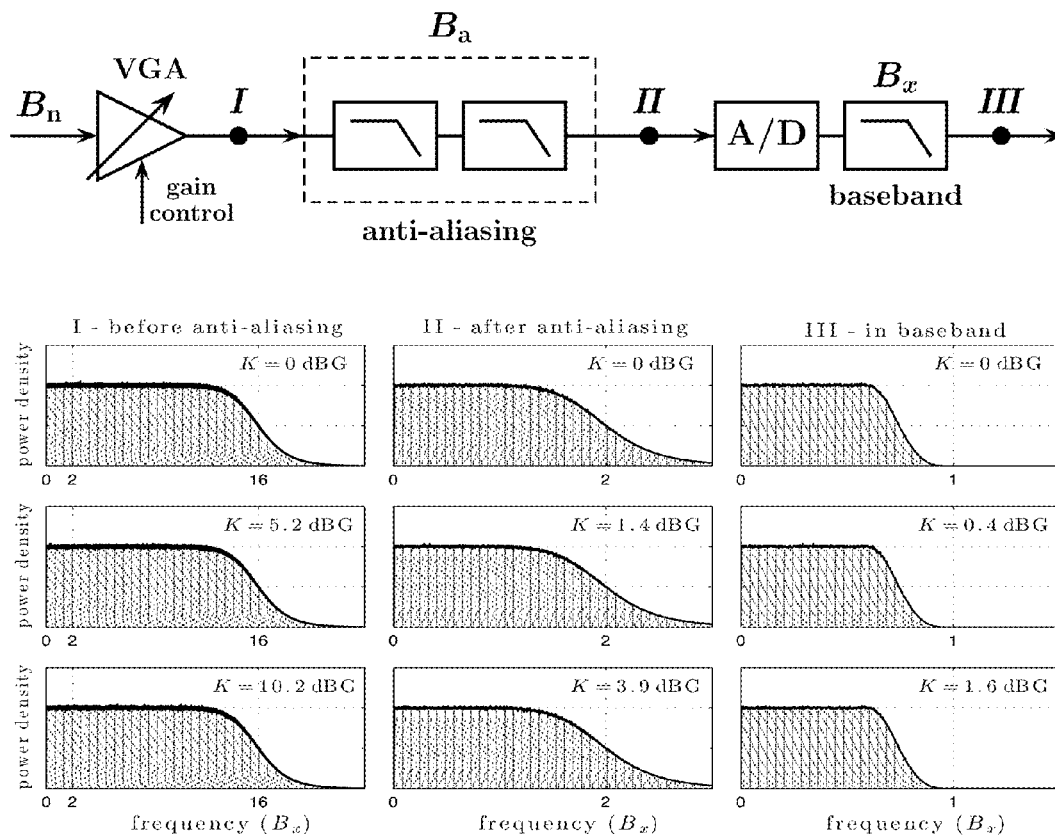 B_a
VGA
B_n
I
II
B_x
III
A/D
gain
control
baseband
anti-aliasing
I - before anti-aliasing
II - after anti-aliasing
III - in baseband
power density
K = 0 dBG
K = 0 dBG
K = 0 dBG
0 2 16
0 2
0 1
power density
K = 5.2 dBG
K = 1.4 dBG
K = 0.4 dBG
0 2 16
0 2
0 1
power density
K = 10.2 dBG
K = 3.9 dBG
K = 1.6 dBG
0 2 16
0 2
0 1
frequency (B_x)
frequency (B_x)
frequency (B_x)